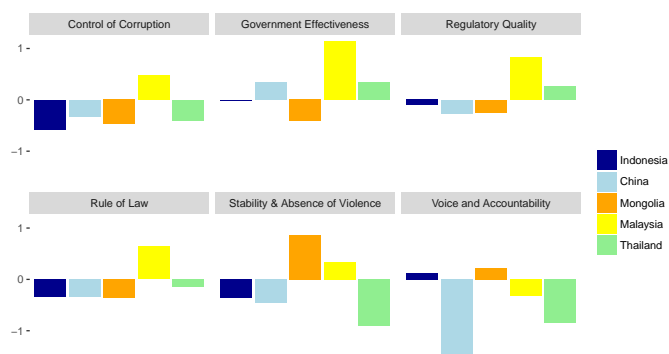 Control of Corruption
Government Effectiveness
Regulatory Quality
1
0
−1
Rule of Law
Stability & Absence of Violence
Voice and Accountability
1
0
−1
Indonesia
China
Mongolia
Malaysia
Thailand